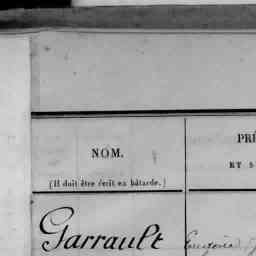 NOM.
PRÉ
ET S
(Il doit être écrit en bâtarde.)
Garrault